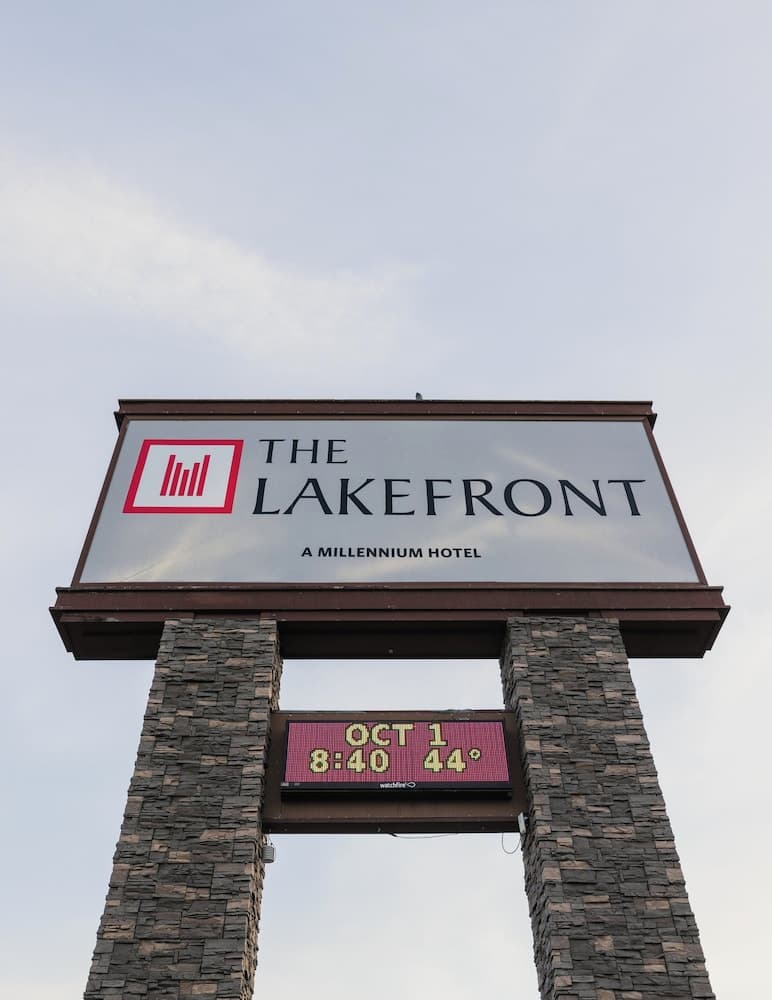 THE
LAKEFRONT
A MILLENNIUM HOTEL
OCT 1
8:40 44°
watchfire